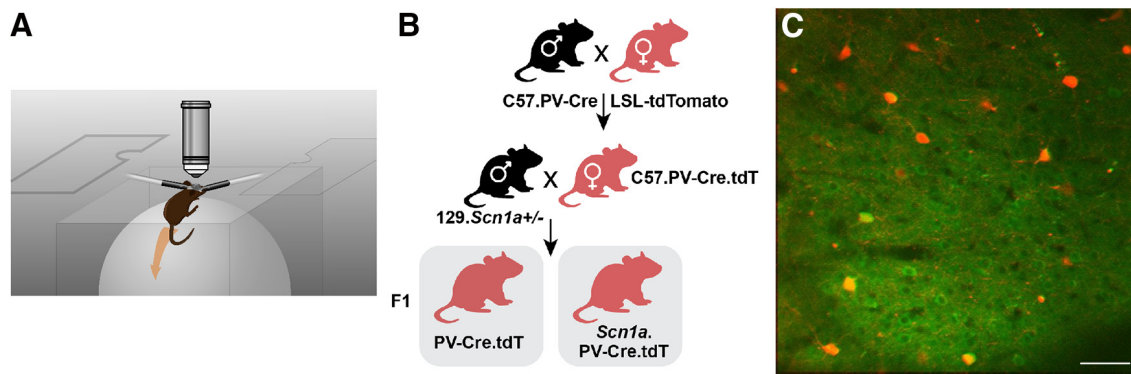 A
B
C
♂ X ♀
C57.PV-Cre LSL-tdTomato
♂ X ♀ C57.PV-Cre.tdT
129.Scn1a+/-
F1
PV-Cre.tdT
Scn1a.
PV-Cre.tdT